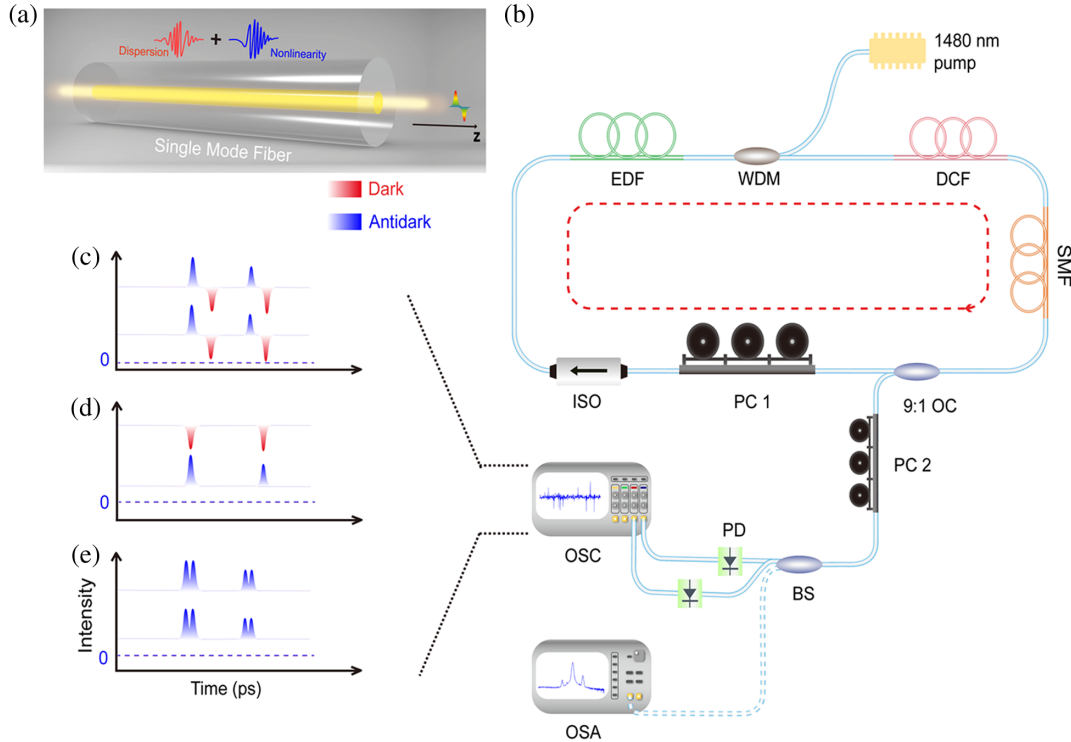 (a)
Dispersion
+
Nonlinearity
Single Mode Fiber
z
Dark
Antidark
(b)
1480 nm
pump
EDF
WDM
DCF
SMF
ISO
PC 1
9:1 OC
PC 2
PD
OSC
BS
OSA
(c)
0
(d)
0
(e)
0
Intensity
Time (ps)